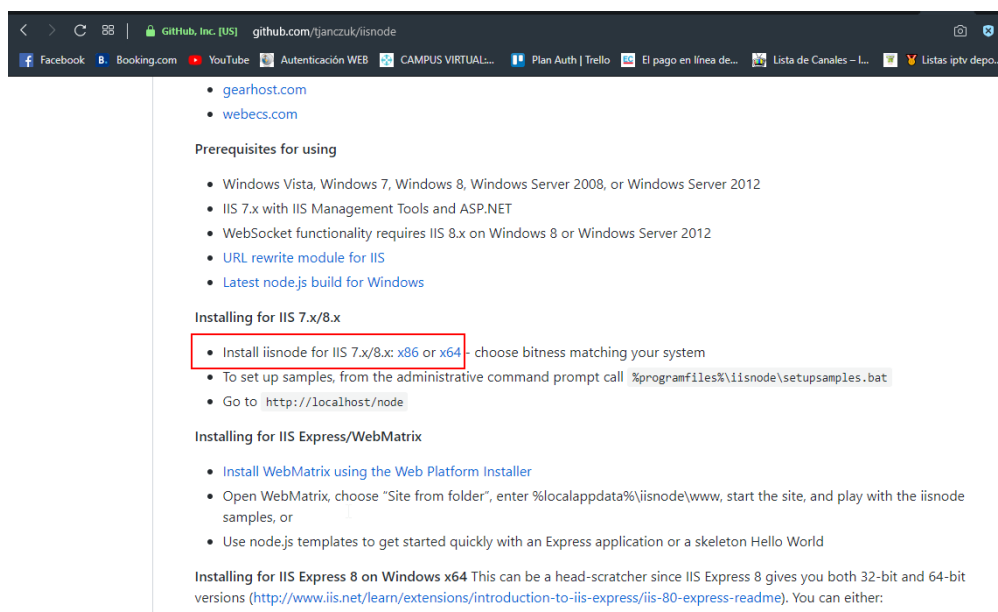 GitHub, Inc. [US] github.com/tjanczuk/iisnode
Facebook B. Booking.com YouTube Autenticación WEB CAMPUS VIRTUAL:... Plan Auth | Trello EC El pago en línea de... Lista de Canales – I... Listas iptv depo...
gearhost.com
webecs.com
Prerequisites for using
Windows Vista, Windows 7, Windows 8, Windows Server 2008, or Windows Server 2012
IIS 7.x with IIS Management Tools and ASP.NET
WebSocket functionality requires IIS 8.x on Windows 8 or Windows Server 2012
URL rewrite module for IIS
Latest node.js build for Windows
Installing for IIS 7.x/8.x
Install iisnode for IIS 7.x/8.x: x86 or x64 - choose bitness matching your system
To set up samples, from the administrative command prompt call %programfiles%\iisnode\setupsamples.bat
Go to http://localhost/node
Installing for IIS Express/WebMatrix
Install WebMatrix using the Web Platform Installer
Open WebMatrix, choose “Site from folder”, enter %localappdata%\iisnode\www, start the site, and play with the iisnode
samples, or
Use node.js templates to get started quickly with an Express application or a skeleton Hello World
Installing for IIS Express 8 on Windows x64 This can be a head-scratcher since IIS Express 8 gives you both 32-bit and 64-bit
versions (http://www.iis.net/learn/extensions/introduction-to-iis-express/iis-80-express-readme). You can either: